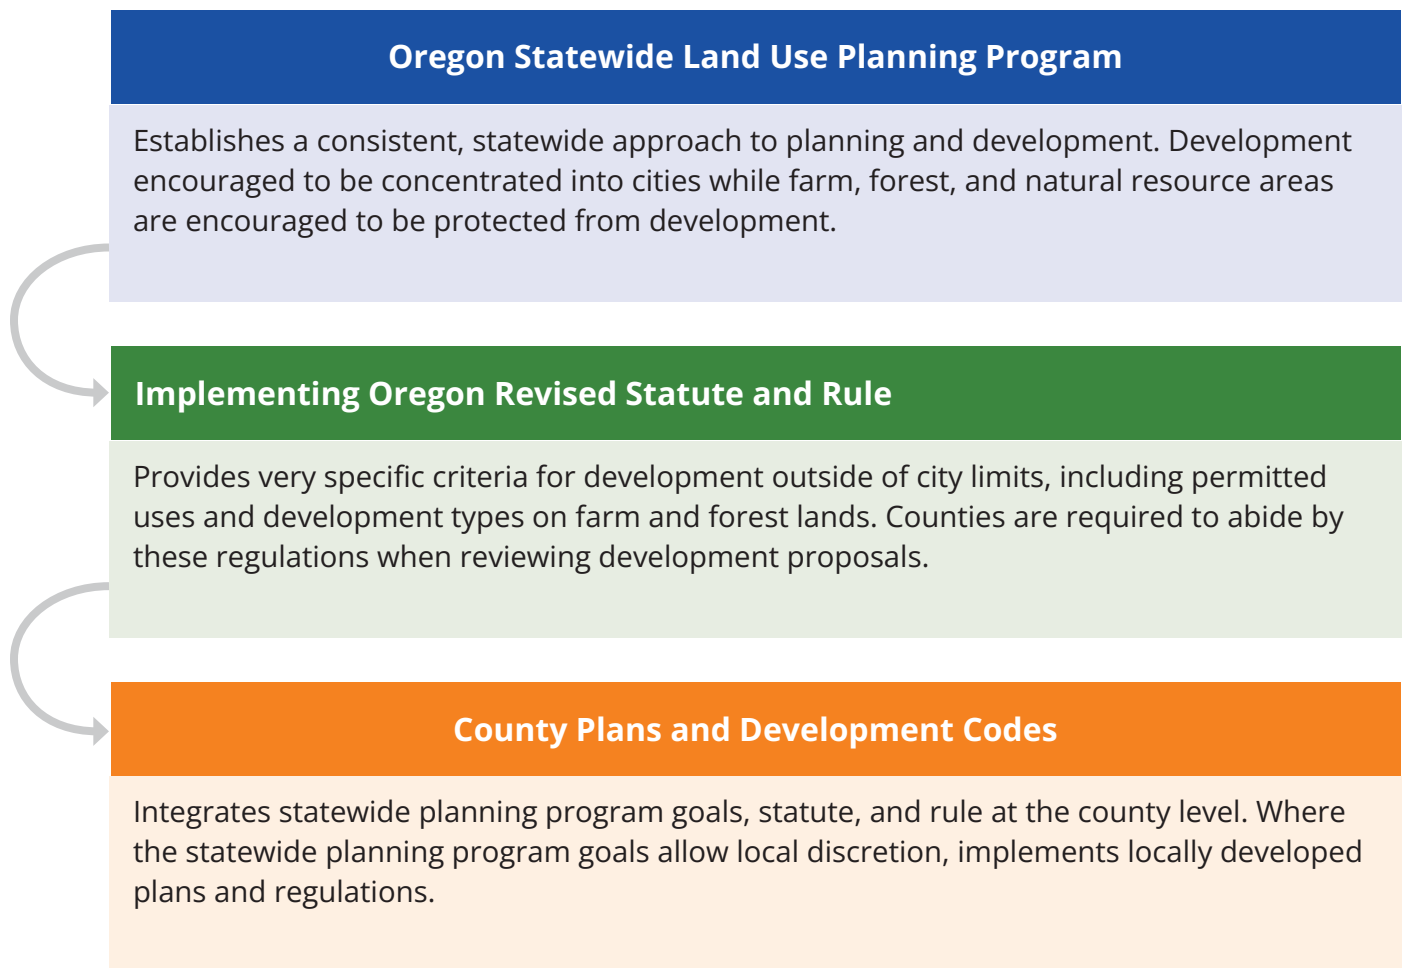 Oregon Statewide Land Use Planning Program
Establishes a consistent, statewide approach to planning and development. Development
encouraged to be concentrated into cities while farm, forest, and natural resource areas
are encouraged to be protected from development.
Implementing Oregon Revised Statute and Rule
Provides very specific criteria for development outside of city limits, including permitted
uses and development types on farm and forest lands. Counties are required to abide by
these regulations when reviewing development proposals.
County Plans and Development Codes
Integrates statewide planning program goals, statute, and rule at the county level. Where
the statewide planning program goals allow local discretion, implements locally developed
plans and regulations.